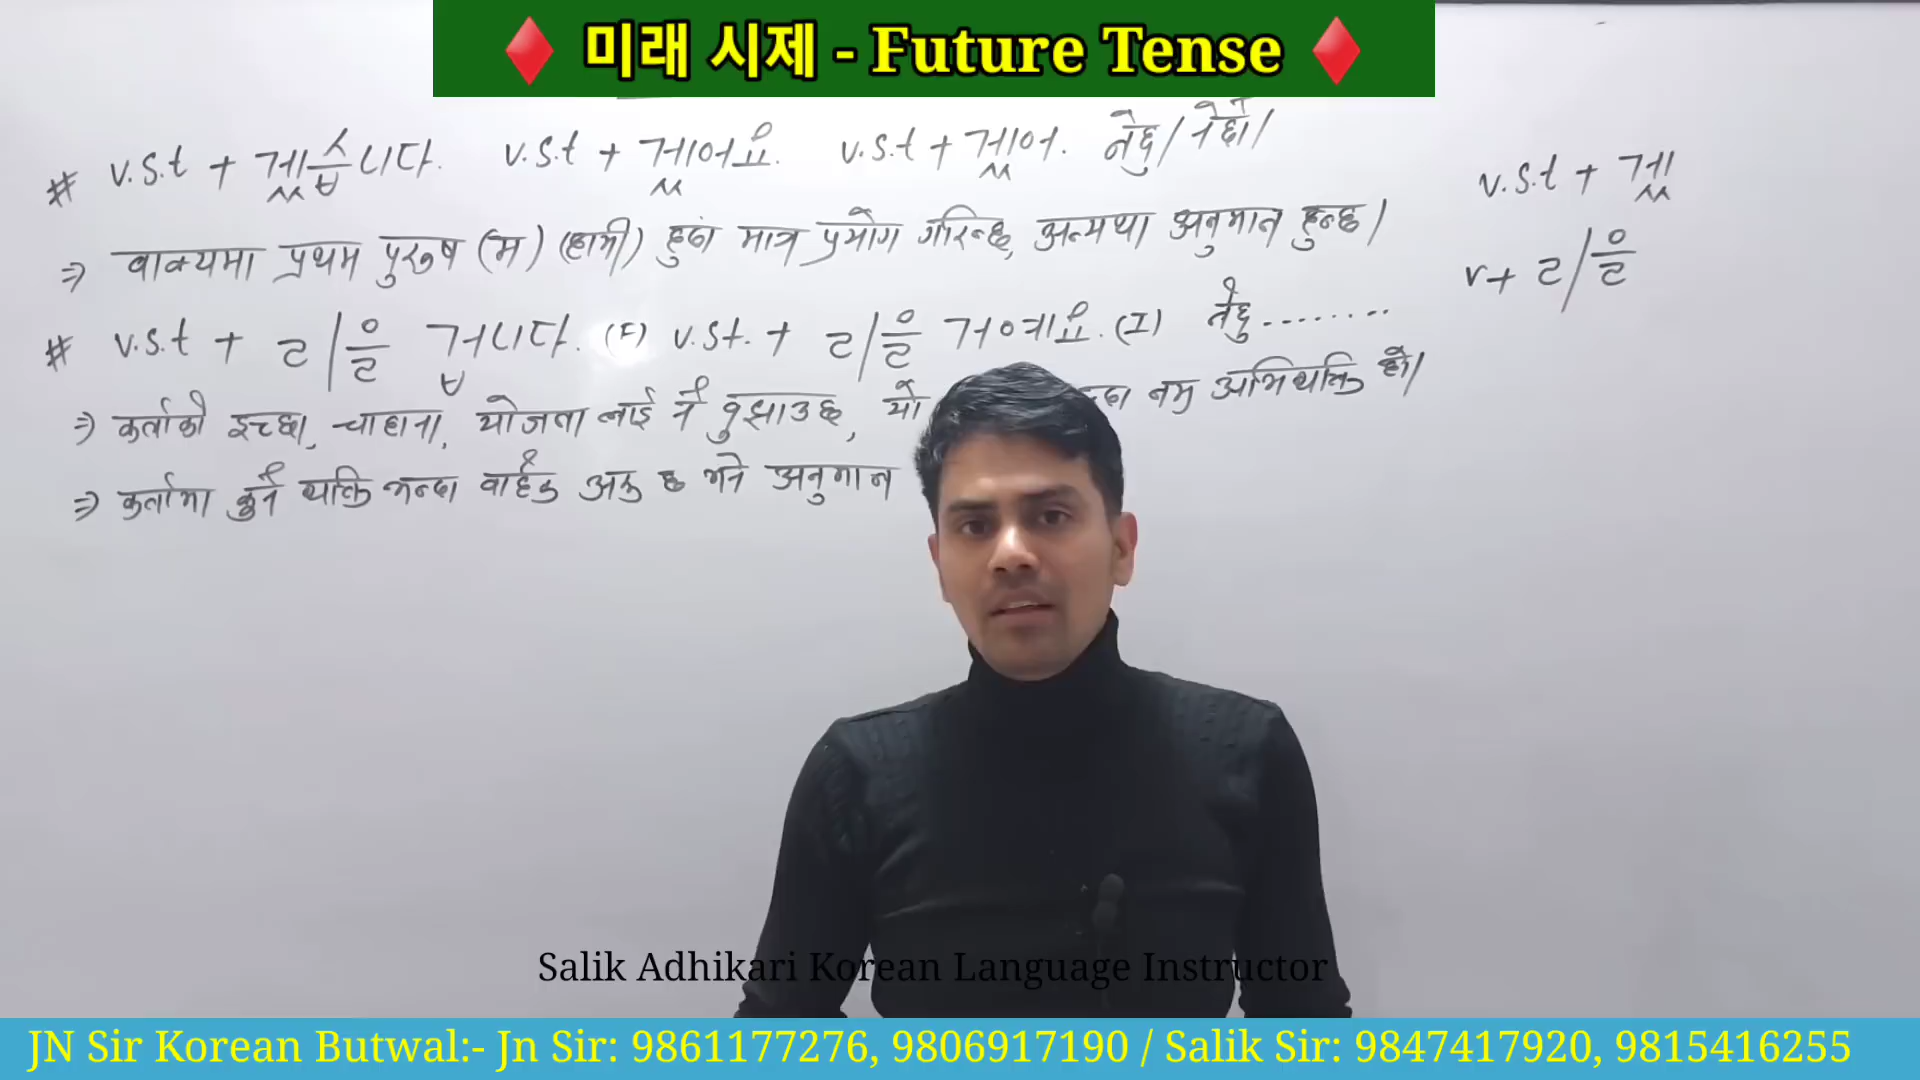 ♦ 미래 시제 - Future Tense ♦
# v.s.t + 겠습니다. v.s.t + 겠어요. v.s.t + 겠어. नेछु / नेछौ /
v.s.t + 겠
⇒ वाक्यमा प्रथम पुरुष (म) (हामी) हुदा मात्र प्रयोग गरिन्छ, अन्यथा अनुमान हुन्छ।
v + ㄹ/을
# v.s.t + ㄹ/을 겁니다. (F) v.st. + ㄹ/을 거예요. (I) नेछु........
⇒ कर्ताको इच्छा, चाहाना, योजना लाई नै वुझाउछ, यो नम्र अभिव्यक्ति हो।
⇒ कर्तामा कुनै व्यक्ति भन्दा वाहेक अरु छ भने अनुमान
Salik Adhikari Korean Language Instructor
JN Sir Korean Butwal:- Jn Sir: 9861177276, 9806917190 / Salik Sir: 9847417920, 9815416255